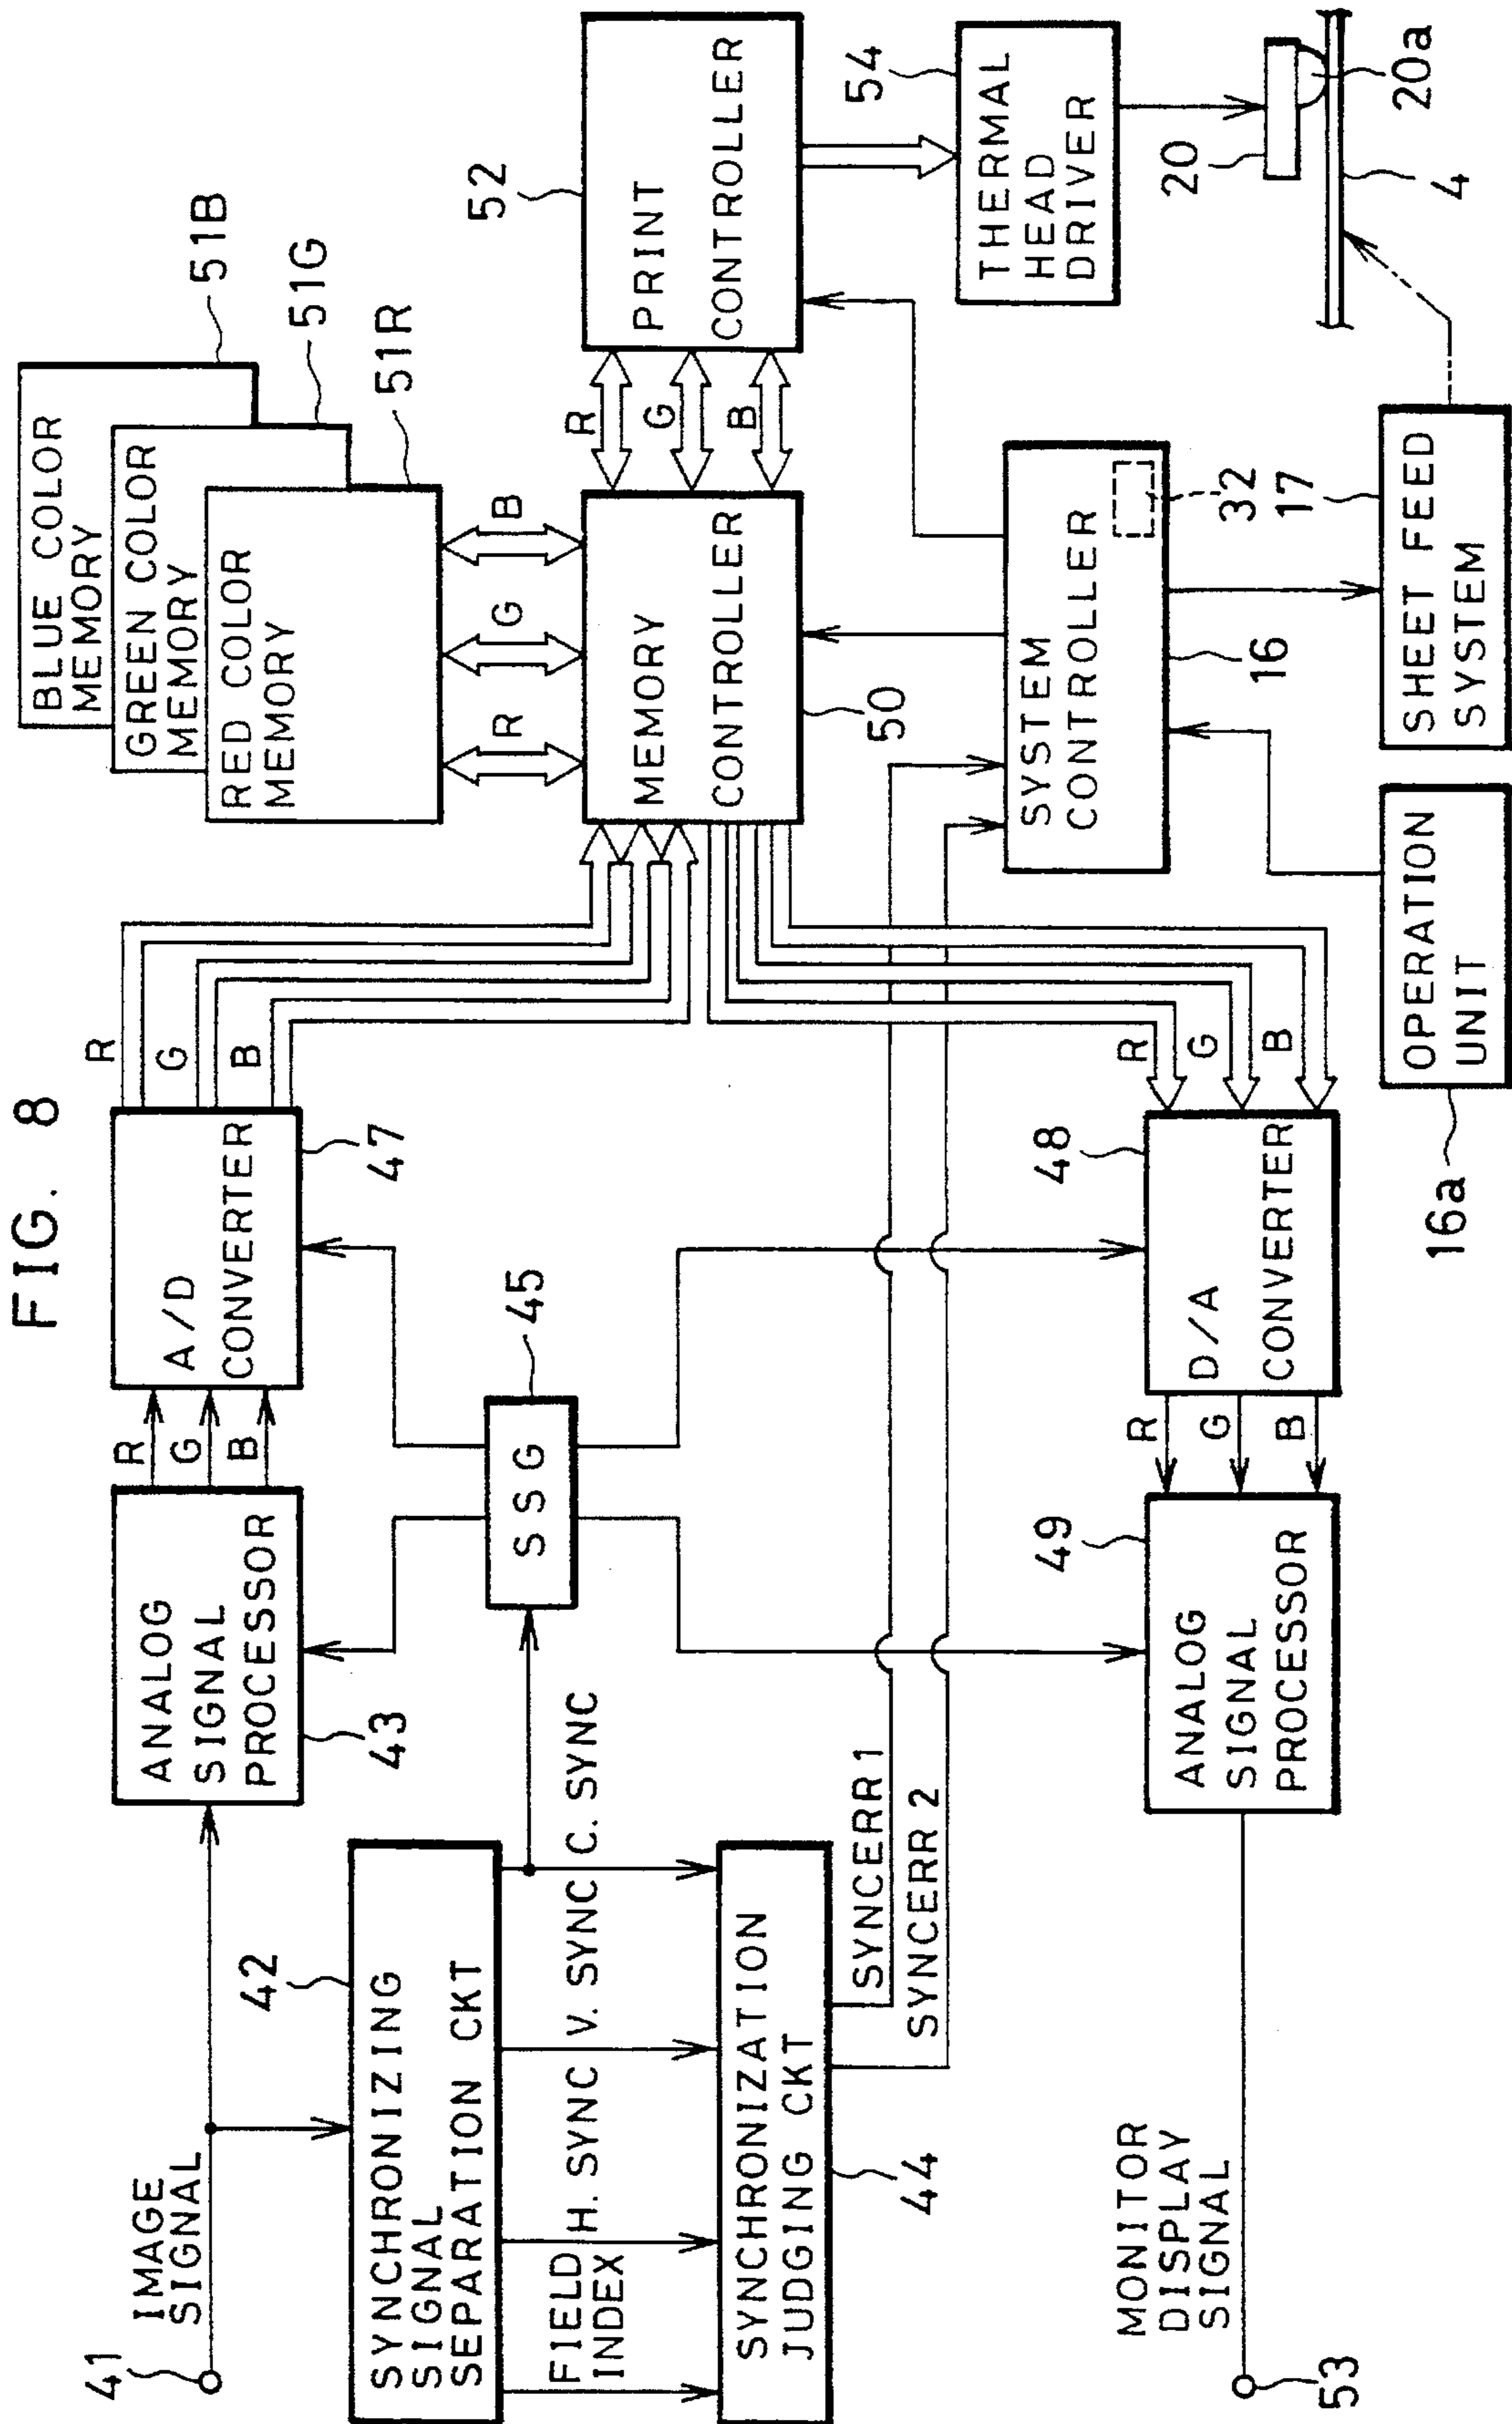 FIG. 8
41
IMAGE
SIGNAL
43
ANALOG
SIGNAL
PROCESSOR
R
G
B
A/D
CONVERTER
47
R
G
B
BLUE COLOR
MEMORY
GREEN COLOR
MEMORY
RED COLOR
MEMORY
51B
51G
51R
R
G
B
42
SYNCHRONIZING
SIGNAL
SEPARATION CKT
FIELD
INDEX
H. SYNC
V. SYNC
C. SYNC
SSG
45
MEMORY
CONTROLLER
50
R
G
B
52
PRINT
CONTROLLER
SYNCHRONIZATION
JUDGING CKT
44
SYNCERR 1
SYNCERR 2
54
THERMAL
HEAD
DRIVER
SYSTEM
CONTROLLER
16
32
MONITOR
DISPLAY
SIGNAL
53
49
ANALOG
SIGNAL
PROCESSOR
R
G
B
48
D/A
CONVERTER
R
G
B
20
20a
4
16a
OPERATION
UNIT
17
SHEET FEED
SYSTEM